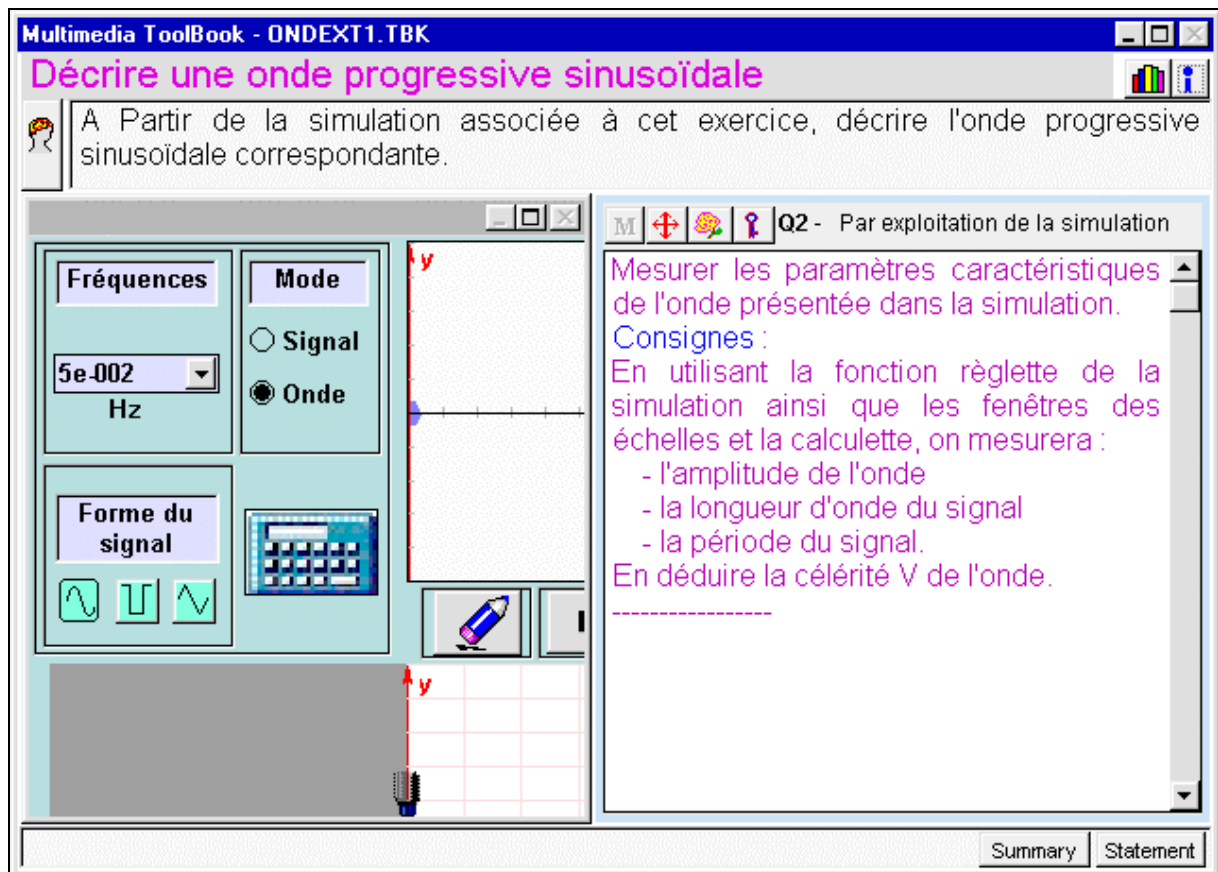 Multimedia ToolBook - ONDEXT1.TBK
Décrire une onde progressive sinusoïdale
A Partir de la simulation associée à cet exercice, décrire l'onde progressive
sinusoïdale correspondante.
Fréquences
5e-002
Hz
Mode
Signal
Onde
Forme du
signal
y
y
M
Q2 - Par exploitation de la simulation
Mesurer les paramètres caractéristiques
de l'onde présentée dans la simulation.
Consignes :
En utilisant la fonction règlette de la
simulation ainsi que les fenêtres des
échelles et la calculette, on mesurera :
- l'amplitude de l'onde
- la longueur d'onde du signal
- la période du signal.
En déduire la célérité V de l'onde.
-----------------
Summary
Statement